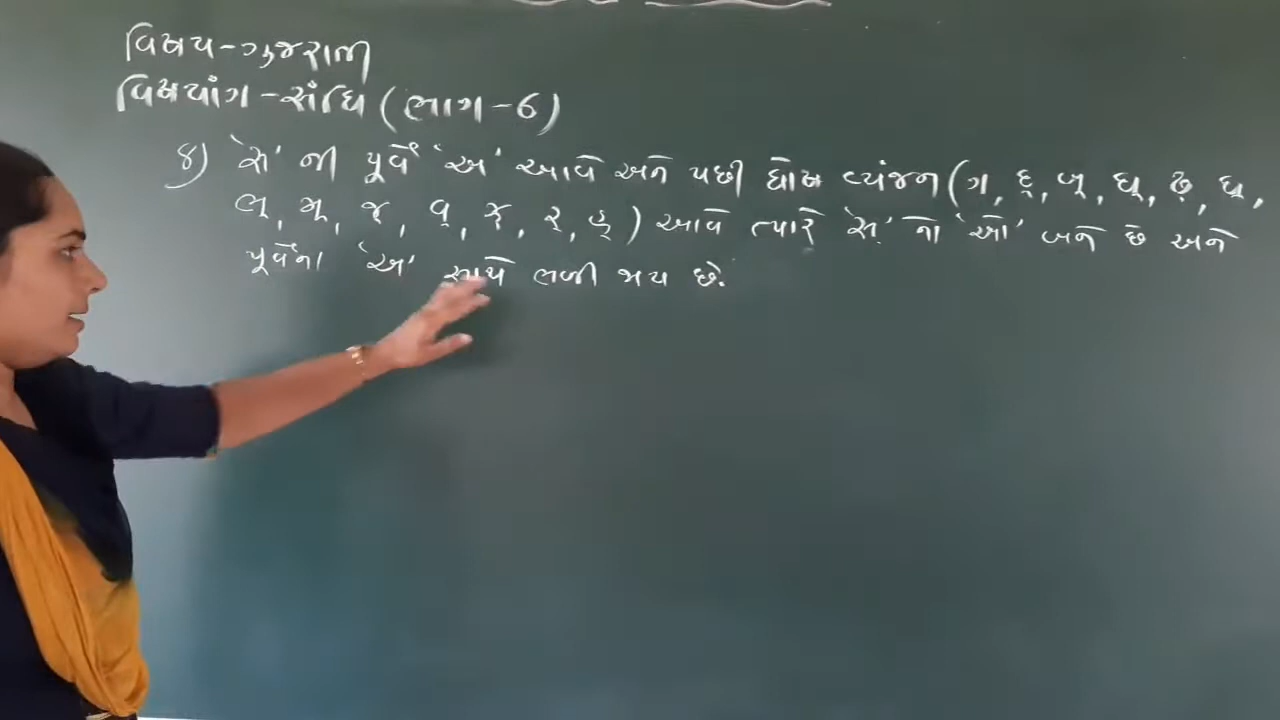 વિષય-ગુજરાતી
વિષયાંગ-સંધિ (ભાગ-6)
૪) 'સ્' ની પૂર્વે 'અ' આવે અને પછી ઘોષ વ્યંજન (ગ, દ્, બ્, ઘ્, ઢ્, ધ્,
ભ્, મ્, જ્, વ્, ઝ્, ર્, હ્) આવે ત્યારે 'સ્' નો 'ઓ' બને છે અને
પૂર્વેના 'અ' સાથે ભળી જાય છે.